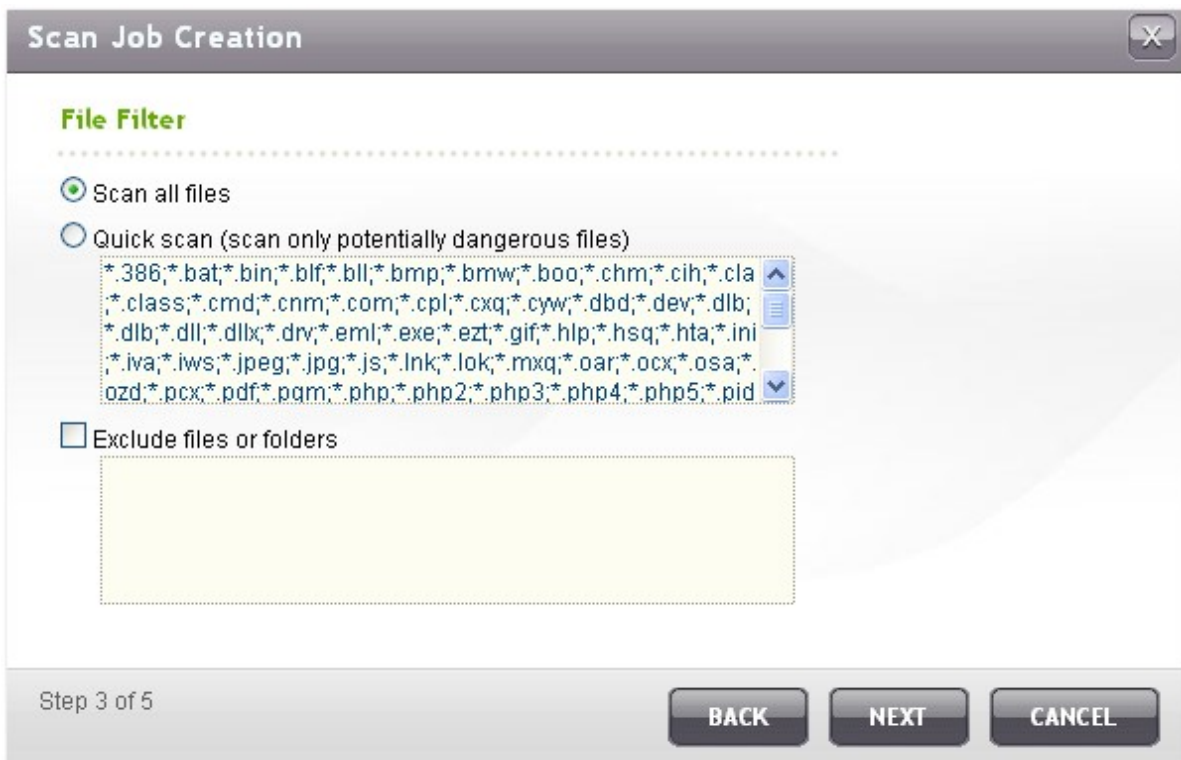 Scan Job Creation
X
File Filter
Scan all files
Quick scan (scan only potentially dangerous files)
*.386;*.bat;*.bin;*.blf;*.bll;*.bmp;*.bmw;*.boo;*.chm;*.cih;*.cla
;*.class;*.cmd;*.cnm;*.com;*.cpl;*.cxq;*.cyw;*.dbd;*.dev;*.dlb;
*.dlb;*.dll;*.dllx;*.drv;*.eml;*.exe;*.ezt;*.gif;*.hlp;*.hsq;*.hta;*.ini
;*.iva;*.iws;*.jpeg;*.jpg;*.js;*.lnk;*.lok;*.mxq;*.oar;*.ocx;*.osa;*.
ozd;*.pcx;*.pdf;*.pgm;*.php;*.php2;*.php3;*.php4;*.php5;*.pid
Exclude files or folders
Step 3 of 5
BACK
NEXT
CANCEL